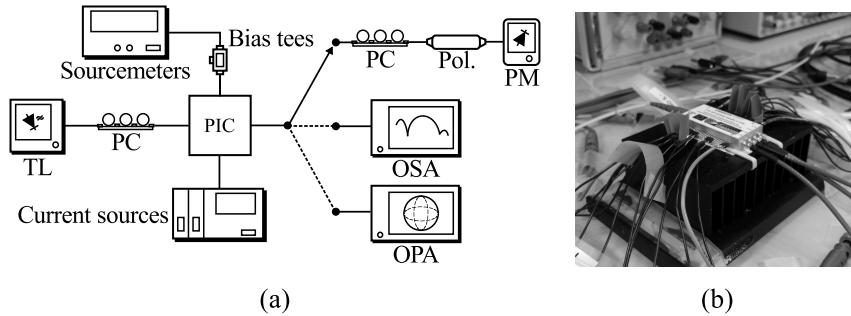 Sourcemeters
Bias tees
PC
Pol.
PM
TL
PC
PIC
OSA
Current sources
OPA
(a)
(b)